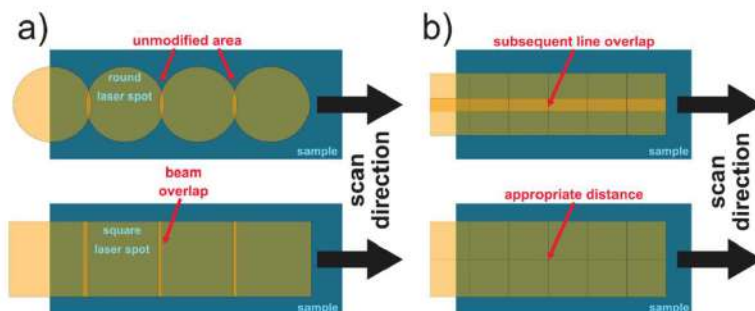 a)
unmodified area
round
laser spot
sample
beam
overlap
square
laser spot
sample
scan
direction
b)
subsequent line overlap
sample
appropriate distance
sample
scan
direction